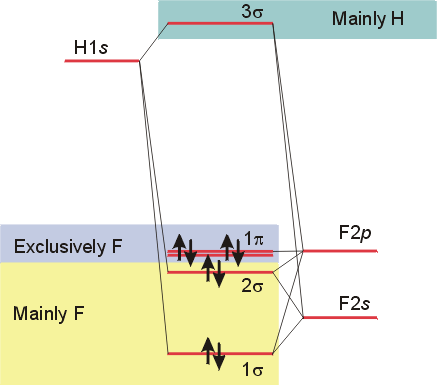 3σ
Mainly H
H1s
1π
F2p
Exclusively F
2σ
F2s
Mainly F
1σ